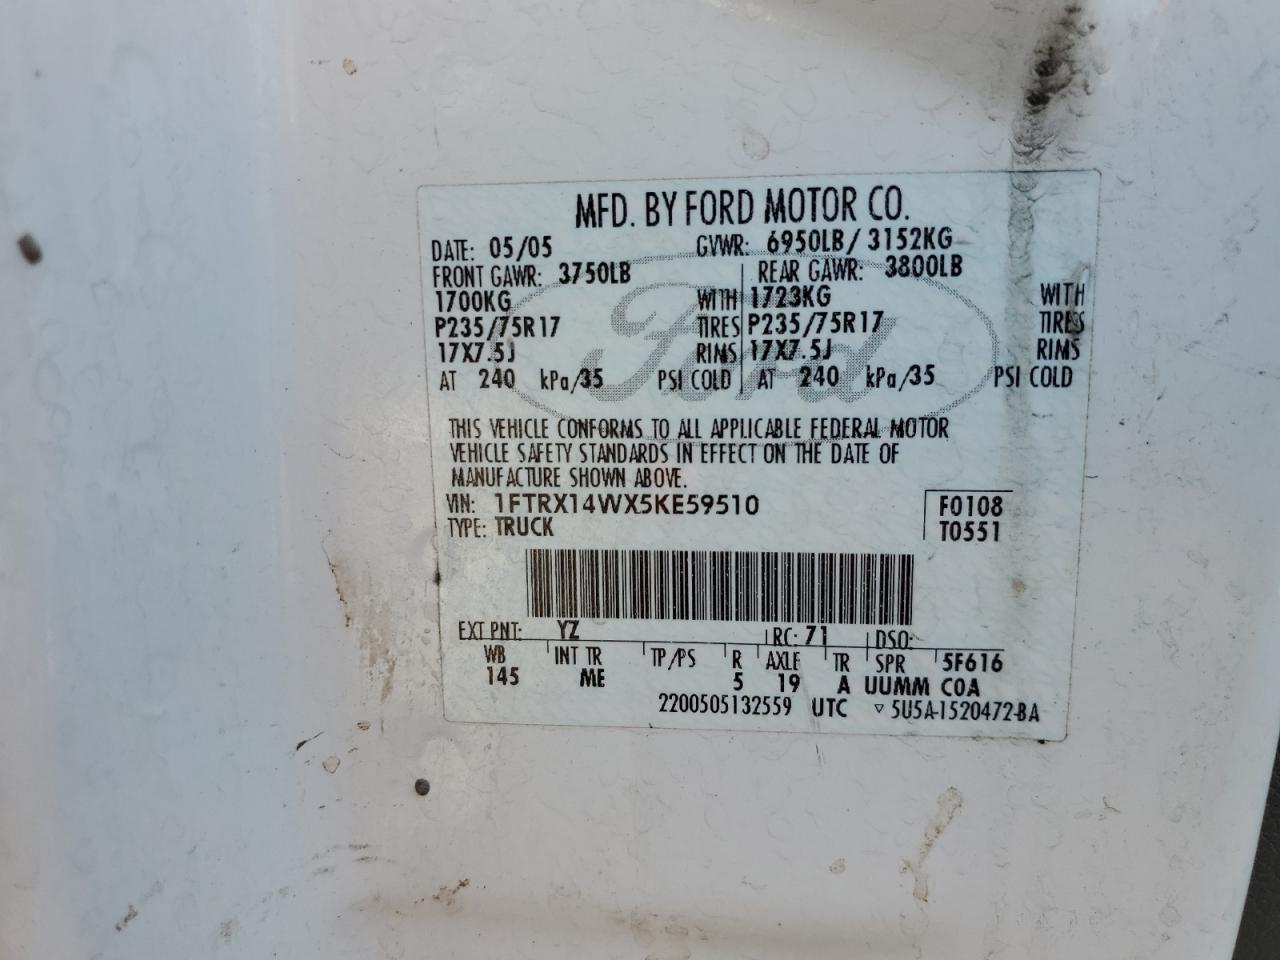 MFD. BY FORD MOTOR CO.
DATE: 05/05 GVWR: 6950LB/ 3152KG
FRONT GAWR: 3750LB REAR GAWR: 3800LB
1700KG WITH 1723KG WITH
P235/75R17 TIRES P235/75R17 TIRES
17X7.5J RIMS 17X7.5J RIMS
AT 240 kPa/35 PSI COLD AT 240 kPa/35 PSI COLD
Ford
THIS VEHICLE CONFORMS TO ALL APPLICABLE FEDERAL MOTOR
VEHICLE SAFETY STANDARDS IN EFFECT ON THE DATE OF
MANUFACTURE SHOWN ABOVE.
VIN: 1FTRX14WX5KE59510 F0108
TYPE: TRUCK T0551
EXT PNT: YZ RC: 71 DSO:
WB INT TR TP/PS R AXLE TR SPR 5F616
145 ME 5 19 A UUMM COA
2200505132559 UTC ▽ 5U5A-1520472-BA